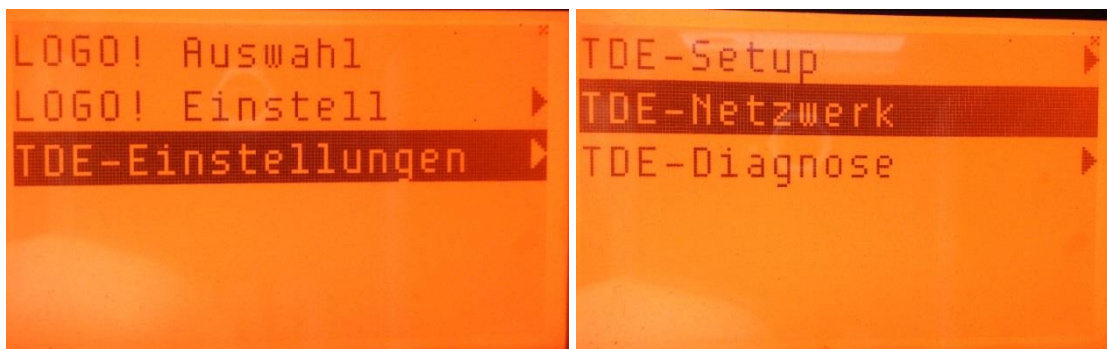 LOGO! Auswahl
LOGO! Einstell
TDE-Einstellungen
TDE-Setup
TDE-Netzwerk
TDE-Diagnose